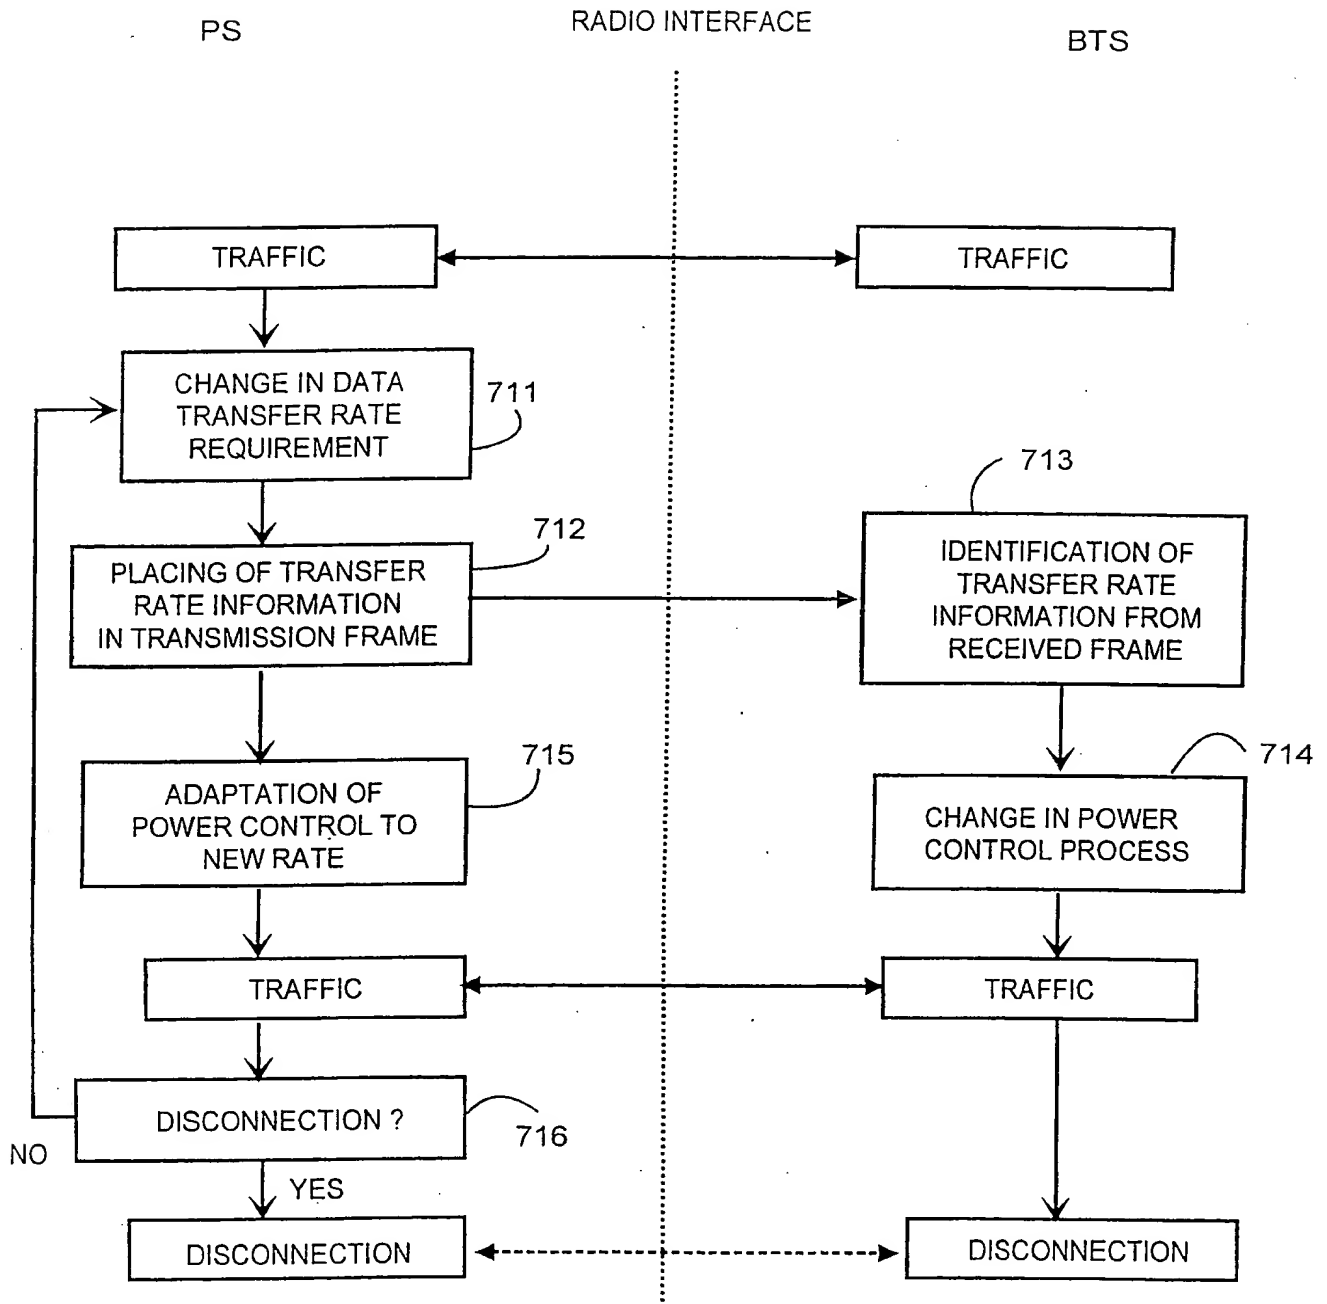 PS
RADIO INTERFACE
BTS
TRAFFIC
TRAFFIC
CHANGE IN DATA
TRANSFER RATE
REQUIREMENT
711
712
PLACING OF TRANSFER
RATE INFORMATION
IN TRANSMISSION FRAME
713
IDENTIFICATION OF
TRANSFER RATE
INFORMATION FROM
RECEIVED FRAME
715
ADAPTATION OF
POWER CONTROL TO
NEW RATE
714
CHANGE IN POWER
CONTROL PROCESS
TRAFFIC
TRAFFIC
DISCONNECTION ?
716
NO
YES
DISCONNECTION
DISCONNECTION